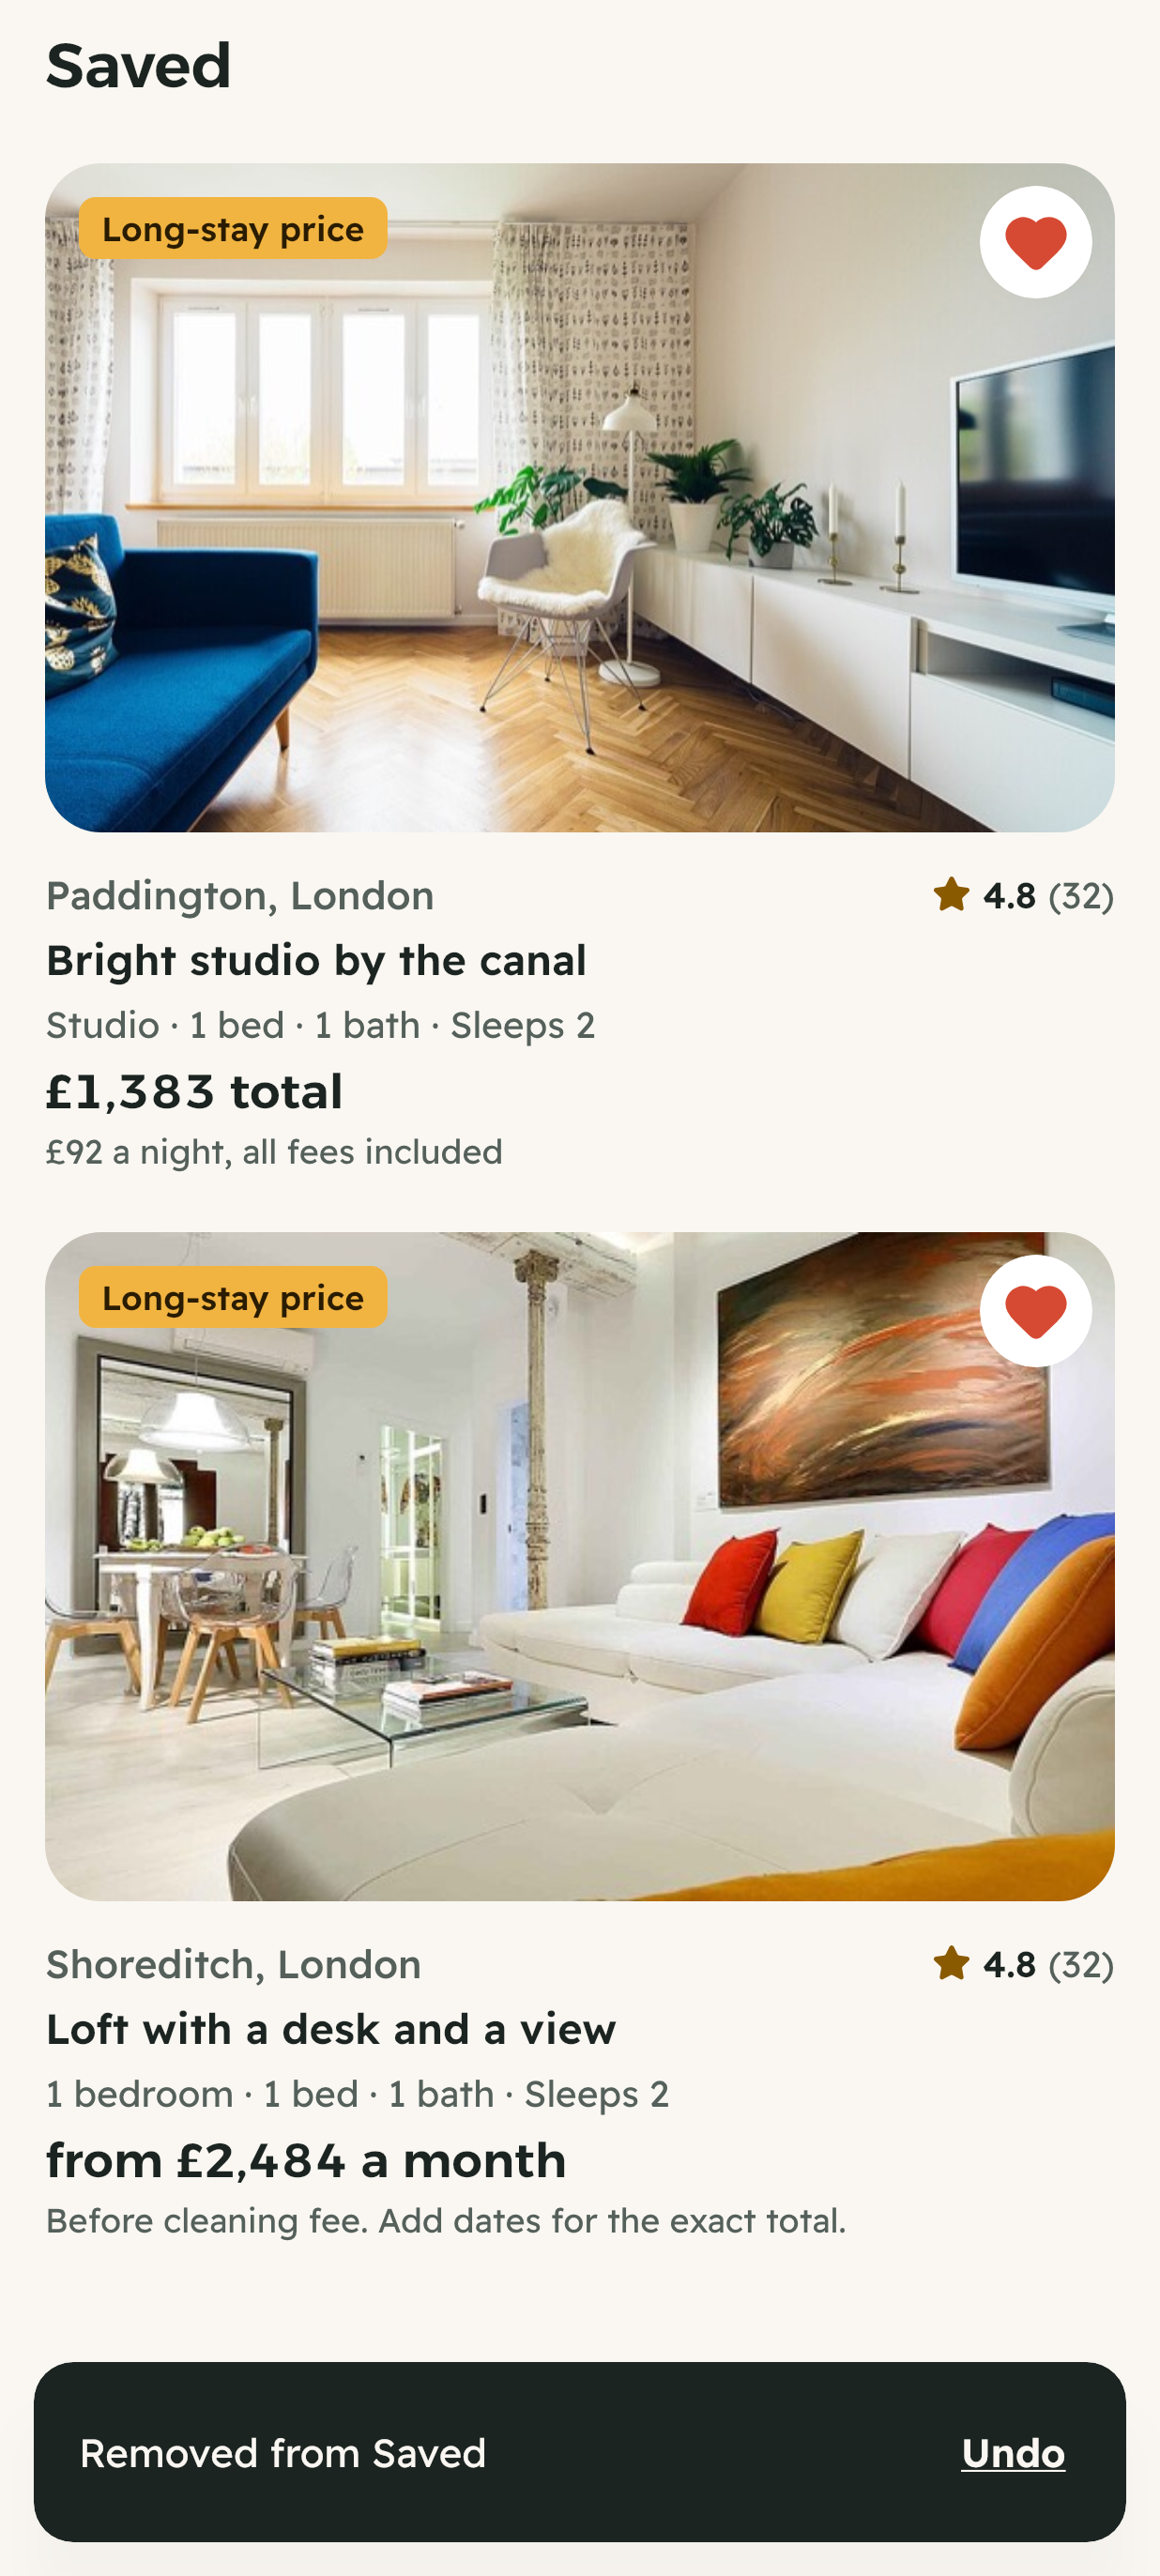 Saved
Long-stay price
Paddington, London
4.8 (32)
Bright studio by the canal
Studio · 1 bed · 1 bath · Sleeps 2
£1,383 total
£92 a night, all fees included
Long-stay price
Shoreditch, London
4.8 (32)
Loft with a desk and a view
1 bedroom · 1 bed · 1 bath · Sleeps 2
from £2,484 a month
Before cleaning fee. Add dates for the exact total.
Removed from Saved
Undo